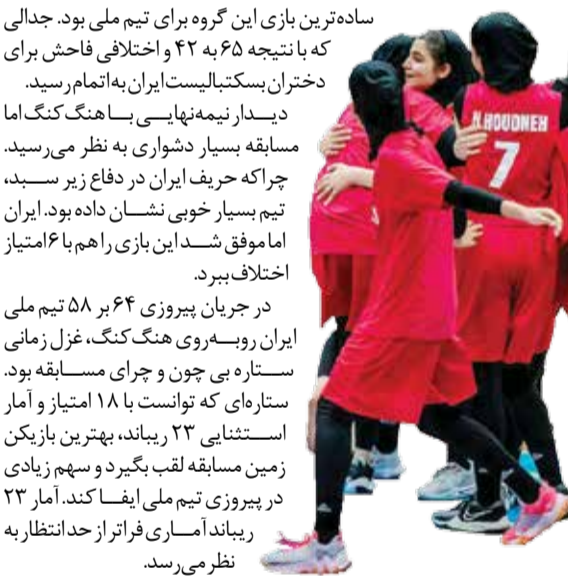 ساده‌ترین بازی این گروه برای تیم ملی بود. جدالی
که با نتیجه ۶۵ به ۴۲ و اختلافی فاحش برای
دختران بسکتبالیست ایران به اتمام رسید.
دیدار نیمه‌نهایی با هنگ‌کنگ اما
مسابقه بسیار دشواری به نظر می‌رسید.
چراکه حریف ایران در دفاع زیر سبد،
تیم بسیار خوبی نشان داده بود. ایران
اما موفق شد این بازی را هم با ۶ امتیاز
اختلاف ببرد.
در جریان پیروزی ۶۴ بر ۵۸ تیم ملی
ایران روبه‌روی هنگ‌کنگ، غزل زمانی
ستاره بی چون و چرای مسابقه بود.
ستاره‌ای که توانست با ۱۸ امتیاز و آمار
استثنایی ۲۳ ریباند، بهترین بازیکن
زمین مسابقه لقب بگیرد و سهم زیادی
در پیروزی تیم ملی ایفا کند. آمار ۲۳
ریباند آماری فراتر از حد انتظار به
نظر می‌رسد.
N.HOUDNEH
7